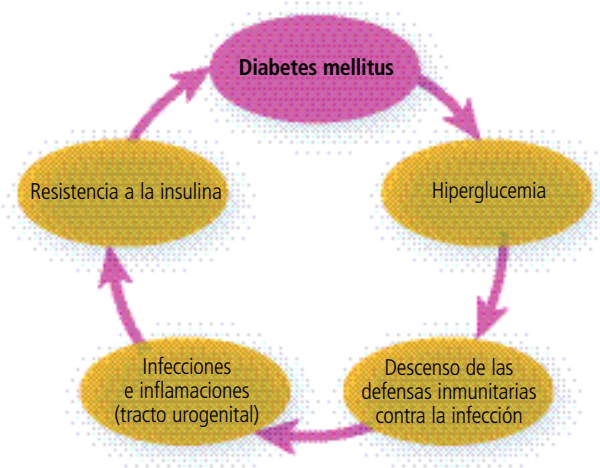 Diabetes mellitus
Hiperglucemia
Descenso de las
defensas inmunitarias
contra la infección
Infecciones
e inflamaciones
(tracto urogenital)
Resistencia a la insulina